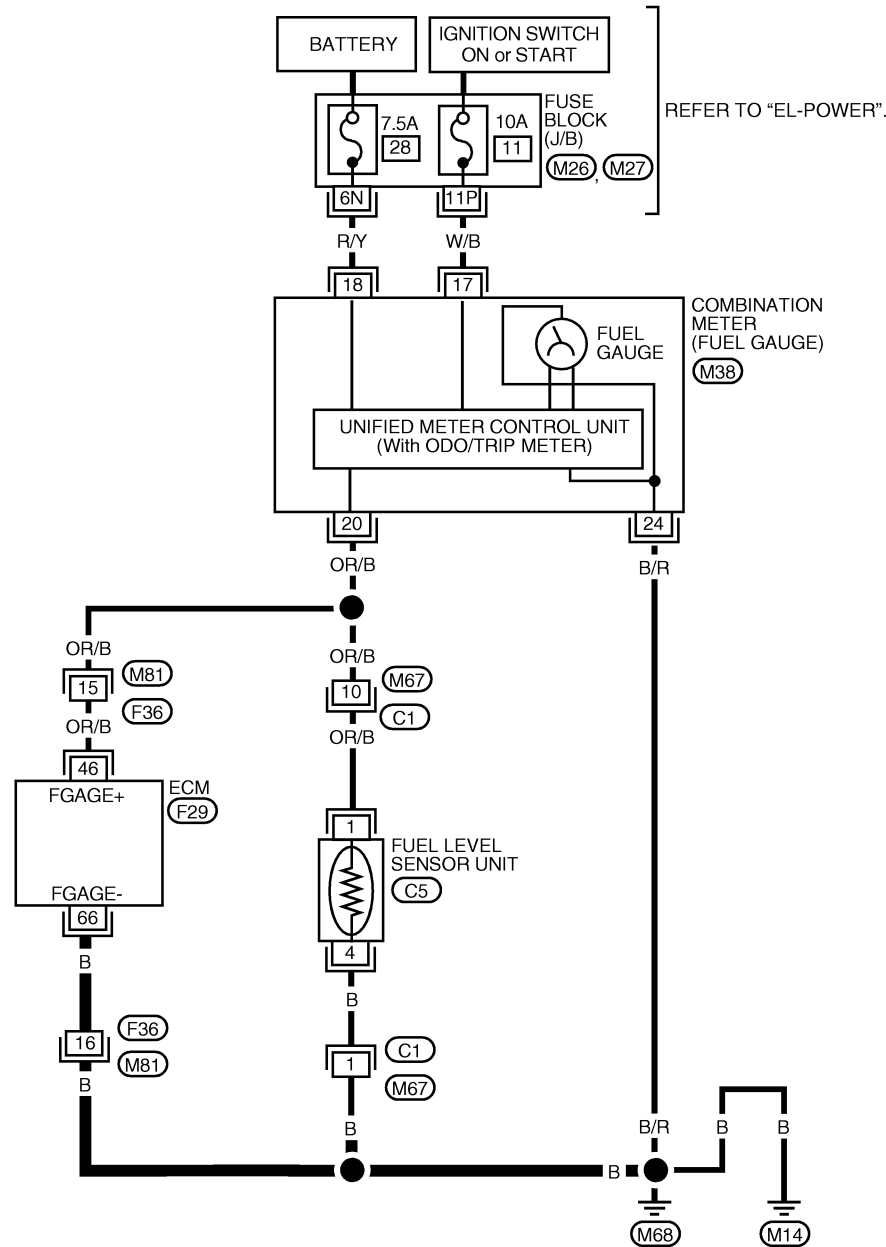 BATTERY
IGNITION SWITCH
ON or START
REFER TO “EL-POWER”.
7.5A
28
10A
11
FUSE
BLOCK
(J/B)
M26 , M27
6N
11P
R/Y
W/B
18
17
COMBINATION
METER
(FUEL GAUGE)
M38
FUEL
GAUGE
UNIFIED METER CONTROL UNIT
(With ODO/TRIP METER)
20
24
OR/B
B/R
OR/B
15
M81
F36
OR/B
46
OR/B
10
M67
C1
OR/B
FGAGE+
ECM
F29
FGAGE-
66
1
FUEL LEVEL
SENSOR UNIT
C5
4
B
16
F36
M81
B
B
1
C1
M67
B
B/R
B
B
B
M68
M14